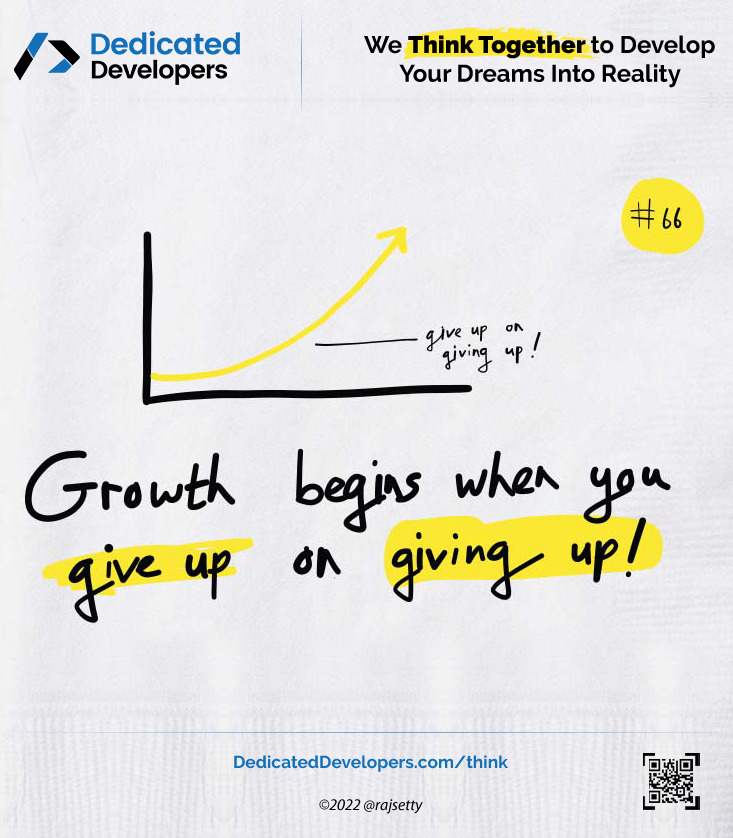 Dedicated
Developers
We Think Together to Develop
Your Dreams Into Reality
#66
give up on
giving up!
Growth begins when you
give up on giving up!
DedicatedDevelopers.com/think
©2022 @rajsetty